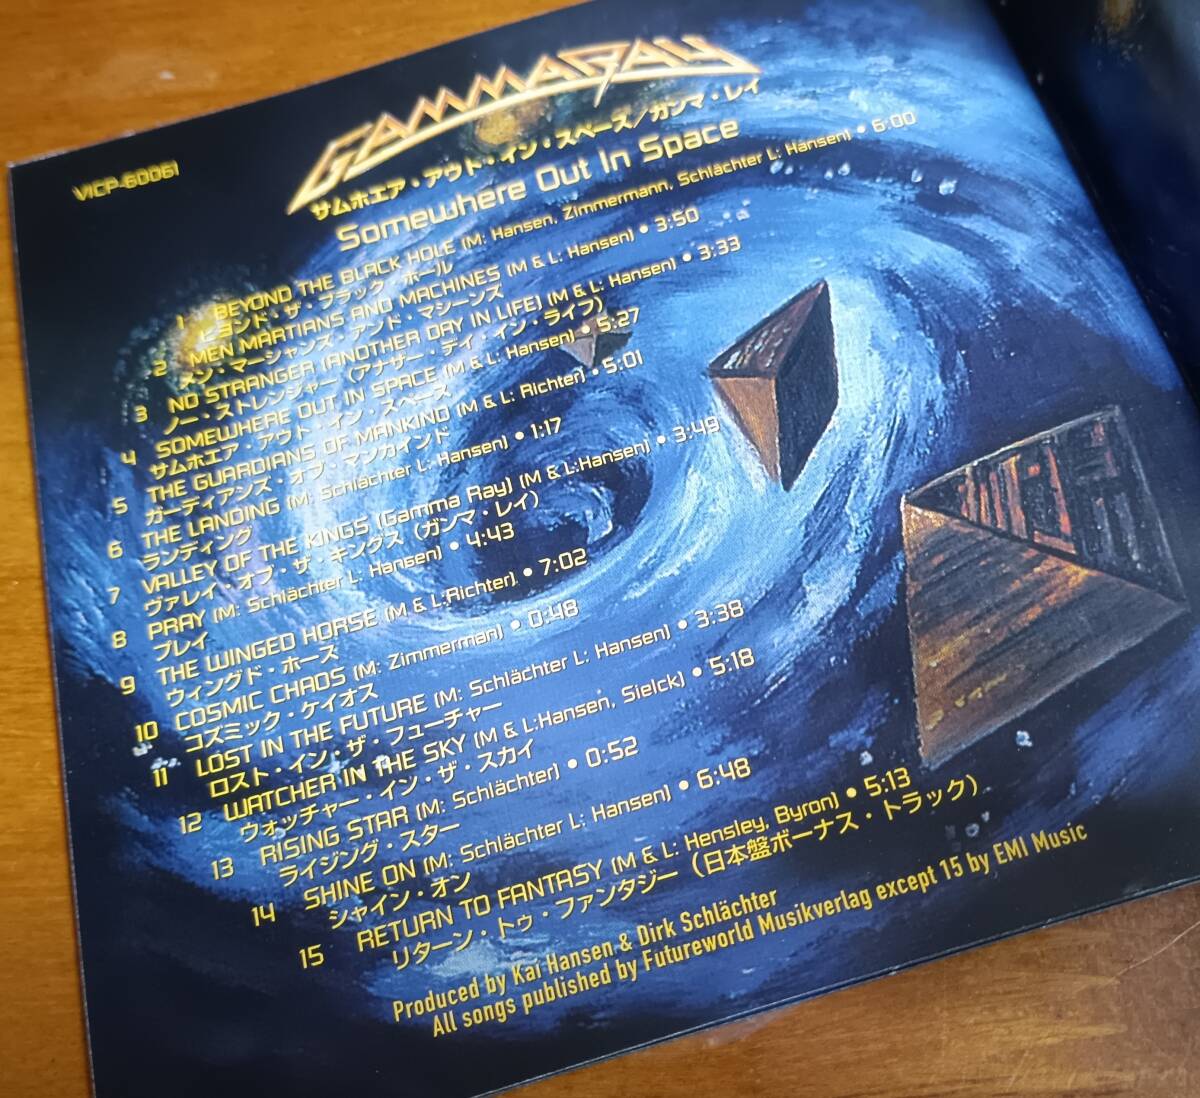 VICP-60061
GAMMARAY
サムホエア・アウト・イン・スペース/ガンマ・レイ
Somewhere Out In Space
1 BEYOND THE BLACK HOLE (M: Hansen, Zimmermann, Schlächter L: Hansen) • 6:00
ビヨンド・ザ・ブラック・ホール
2 MEN MARTIANS AND MACHINES (M & L: Hansen) • 3:50
メン・マーシャンズ・アンド・マシーンズ
3 NO STRANGER (ANOTHER DAY IN LIFE) (M & L: Hansen) • 3:33
ノー・ストレンジャー (アナザー・デイ・イン・ライフ)
4 SOMEWHERE OUT IN SPACE (M & L: Hansen) • 5:27
サムホエア・アウト・イン・スペース
5 THE GUARDIANS OF MANKIND (M & L: Richter) • 5:01
ガーディアンズ・オブ・マンカインド
6 THE LANDING (M: Schlächter L: Hansen) • 1:17
ランディング
7 VALLEY OF THE KINGS (Gamma Ray) (M & L:Hansen) • 3:49
ヴァレイ・オブ・ザ・キングス (ガンマ・レイ)
8 PRAY (M: Schlächter L: Hansen) • 4:43
プレイ
9 THE WINGED HORSE (M & L:Richter) • 7:02
ウィングド・ホース
10 COSMIC CHAOS (M: Zimmerman) • 0:48
コズミック・ケイオス
11 LOST IN THE FUTURE (M: Schlächter L: Hansen) • 3:38
ロスト・イン・ザ・フューチャー
12 WATCHER IN THE SKY (M & L:Hansen, Sielck) • 5:18
ウォッチャー・イン・ザ・スカイ
13 RISING STAR (M: Schlächter) • 0:52
ライジング・スター
14 SHINE ON (M: Schlächter L: Hansen) • 6:48
シャイン・オン
15 RETURN TO FANTASY (M & L: Hensley, Byron) • 5:13
リターン・トゥ・ファンタジー (日本盤ボーナス・トラック)
Produced by Kai Hansen & Dirk Schlächter
All songs published by Futureworld Musikverlag except 15 by EMI Music